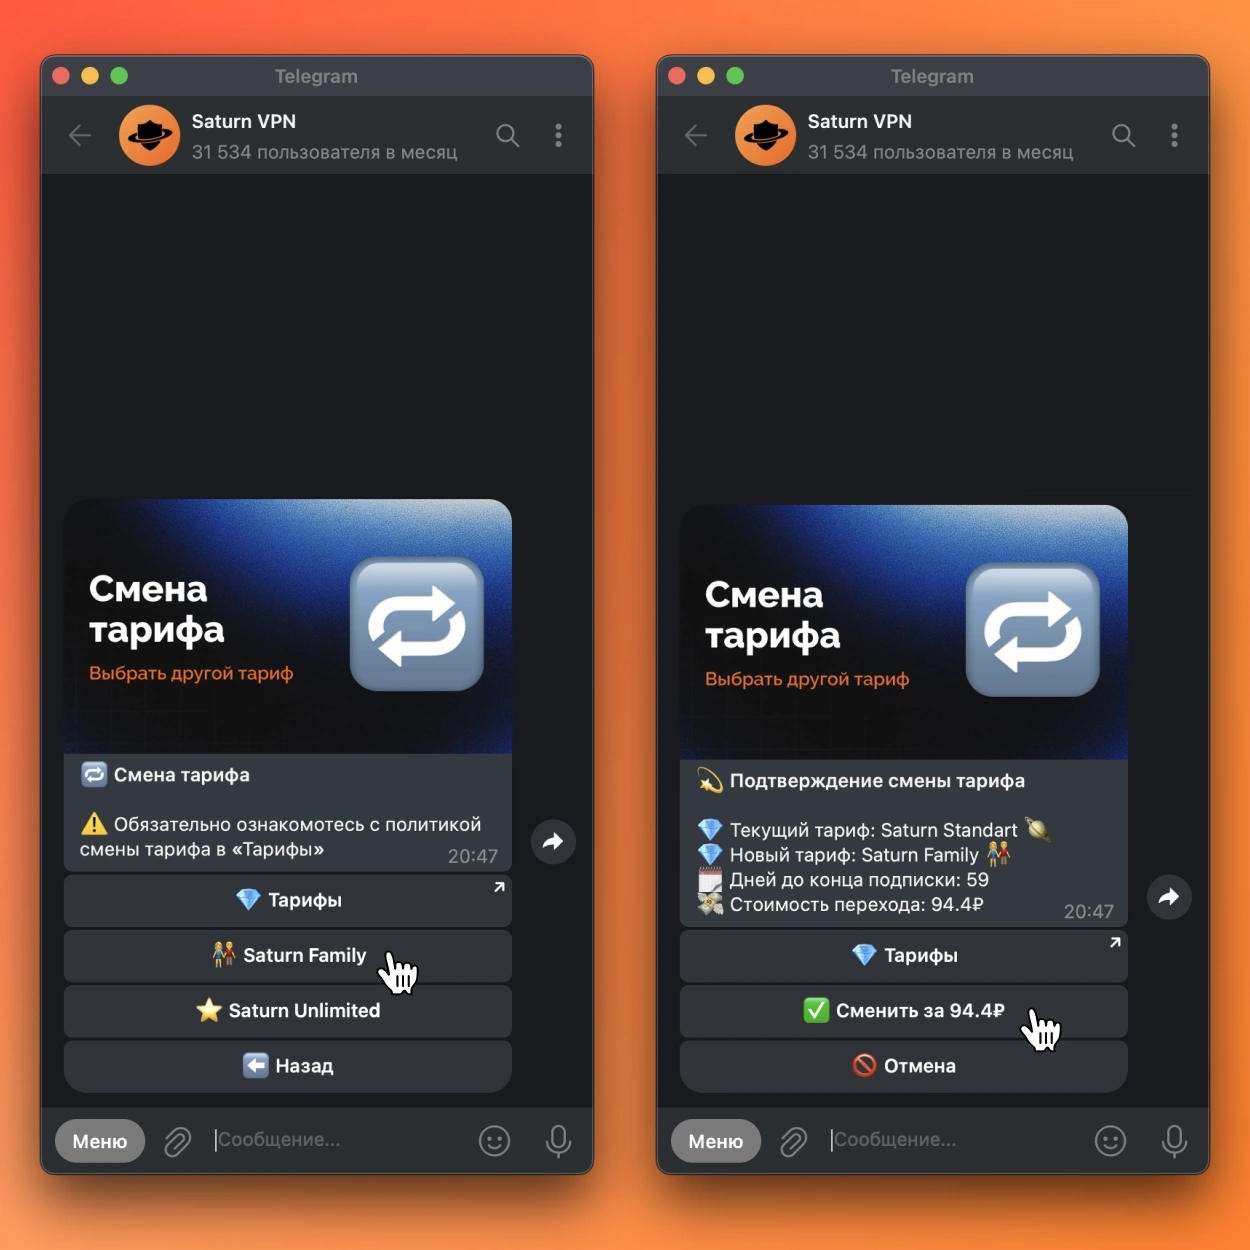 Telegram
Saturn VPN
31 534 пользователя в месяц
Смена
тарифа
Выбрать другой тариф
Смена тарифа
Обязательно ознакомотесь с политикой
смены тарифа в «Тарифы»
20:47
Тарифы
Saturn Family
Saturn Unlimited
Назад
Меню
Сообщение...
Telegram
Saturn VPN
31 534 пользователя в месяц
Смена
тарифа
Выбрать другой тариф
Подтверждение смены тарифа
Текущий тариф: Saturn Standart
Новый тариф: Saturn Family
Дней до конца подписки: 59
Стоимость перехода: 94.4₽
20:47
Тарифы
Сменить за 94.4₽
Отмена
Меню
Сообщение...